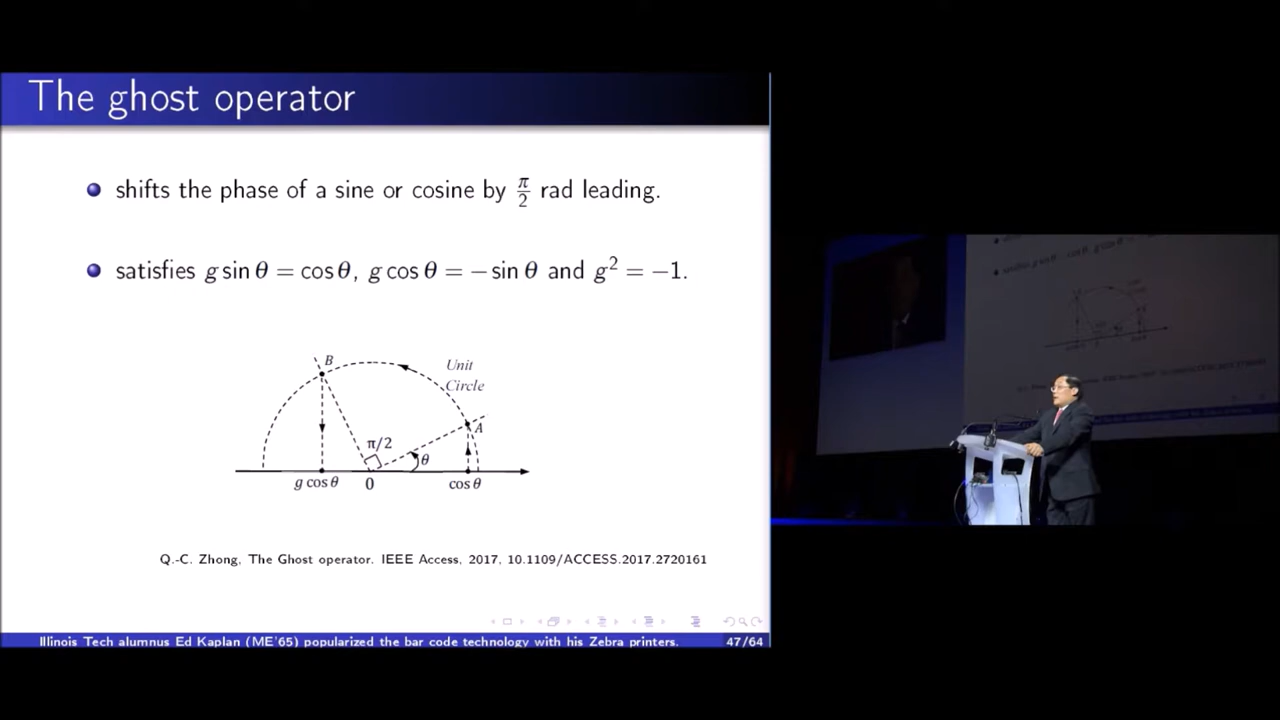 The ghost operator
shifts the phase of a sine or cosine by π/2 rad leading.
satisfies g sin θ = cos θ, g cos θ = − sin θ and g² = −1.
B
Unit
Circle
A
π/2
θ
g cos θ
0
cos θ
Q.-C. Zhong, The Ghost operator. IEEE Access, 2017, 10.1109/ACCESS.2017.2720161
Illinois Tech alumnus Ed Kaplan (ME'65) popularized the bar code technology with his Zebra printers.
47/64